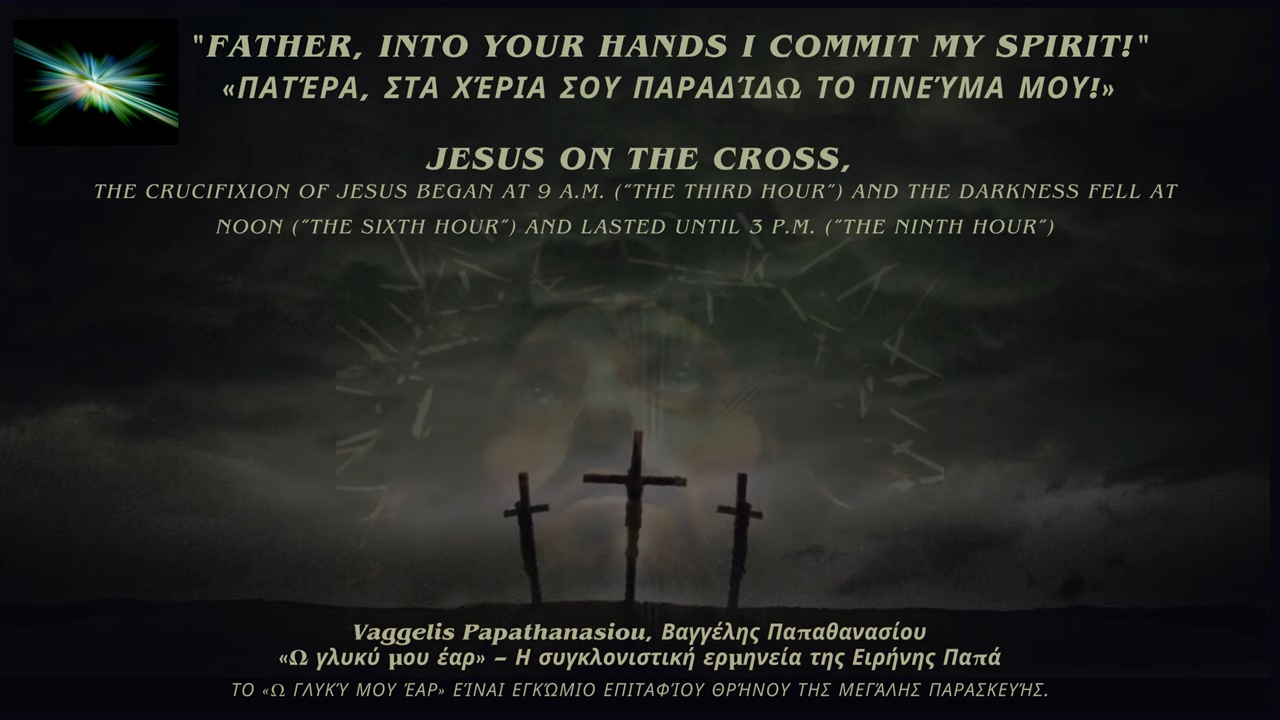 "FATHER, INTO YOUR HANDS I COMMIT MY SPIRIT!"
«ΠΑΤΈΡΑ, ΣΤΑ ΧΈΡΙΑ ΣΟΥ ΠΑΡΑΔΊΔΩ ΤΟ ΠΝΕΎΜΑ ΜΟΥ!»
JESUS ON THE CROSS,
THE CRUCIFIXION OF JESUS BEGAN AT 9 A.M. (″THE THIRD HOUR″) AND THE DARKNESS FELL AT
NOON (″THE SIXTH HOUR″) AND LASTED UNTIL 3 P.M. (″THE NINTH HOUR″)
Vaggelis Papathanasiou, Βαγγέλης Παπαθανασίου
«Ω γλυκύ μου έαρ» – Η συγκλονιστική ερμηνεία της Ειρήνης Παπά
ΤΟ «Ω ΓΛΥΚΎ ΜΟΥ ΈΑΡ» ΕΊΝΑΙ ΕΓΚΏΜΙΟ ΕΠΙΤΑΦΊΟΥ ΘΡΉΝΟΥ ΤΗΣ ΜΕΓΆΛΗΣ ΠΑΡΑΣΚΕΥΉΣ.